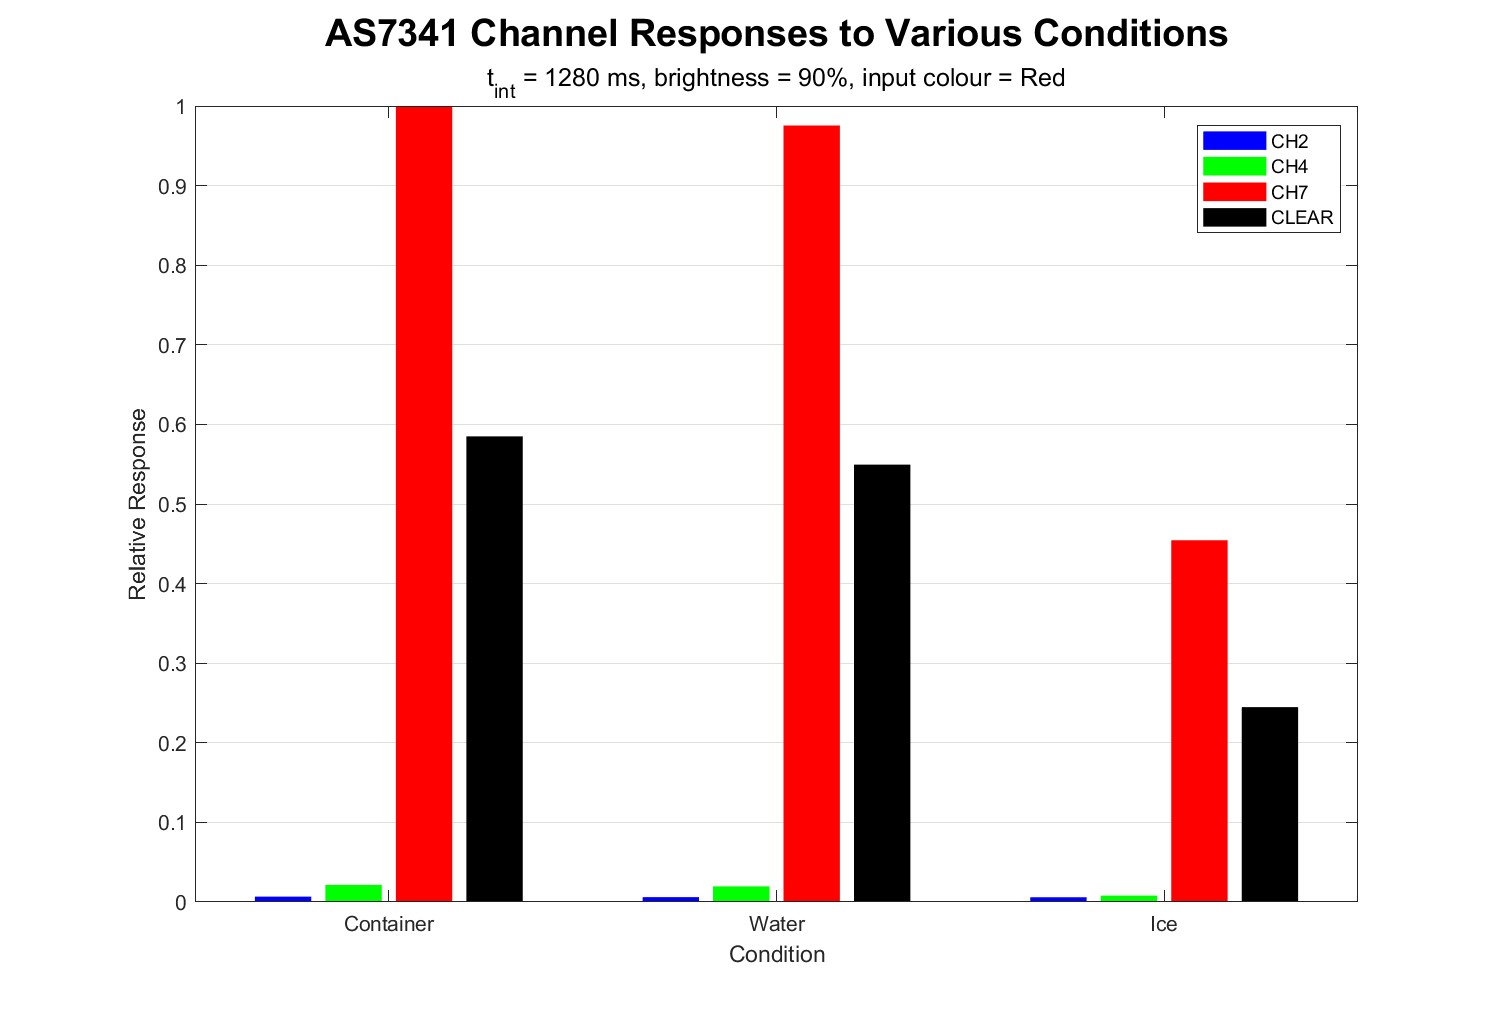 AS7341 Channel Responses to Various Conditions
t_int = 1280 ms, brightness = 90%, input colour = Red
CH2
CH4
CH7
CLEAR
1
0.9
0.8
0.7
0.6
0.5
0.4
0.3
0.2
0.1
0
Relative Response
Container Water Ice
Condition